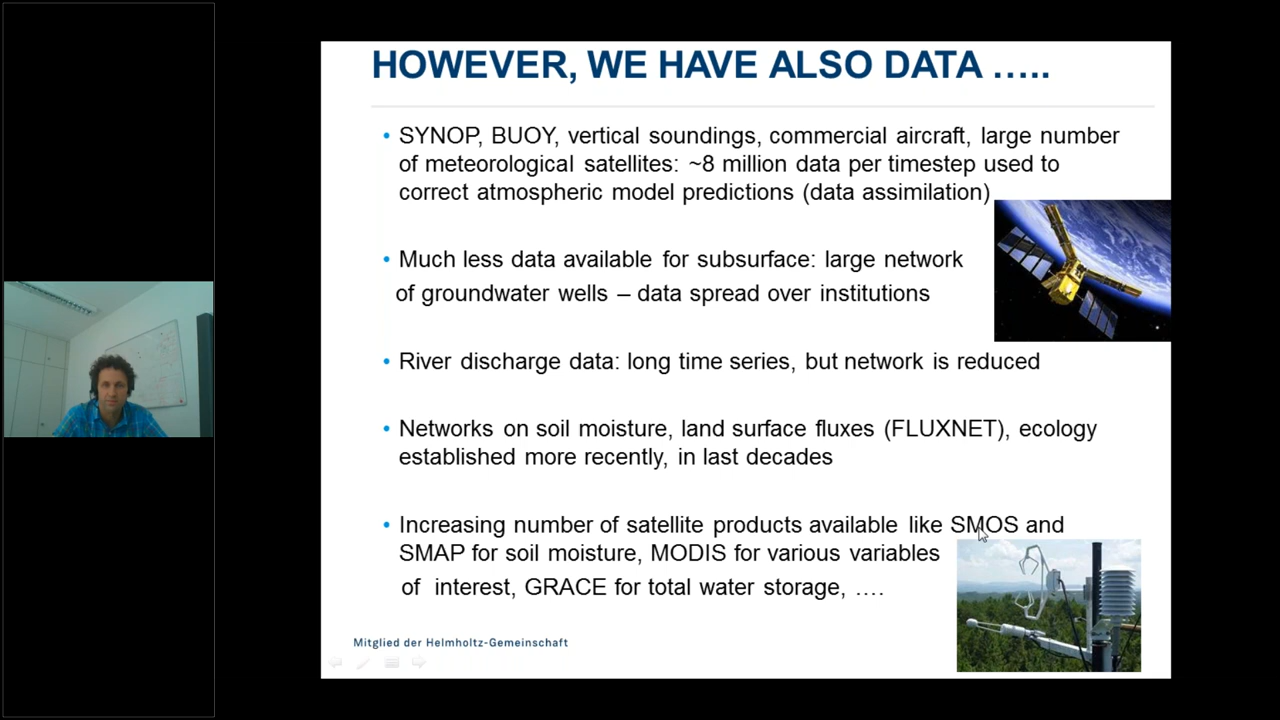 HOWEVER, WE HAVE ALSO DATA …..
• SYNOP, BUOY, vertical soundings, commercial aircraft, large number
of meteorological satellites: ~8 million data per timestep used to
correct atmospheric model predictions (data assimilation)
• Much less data available for subsurface: large network
of groundwater wells – data spread over institutions
• River discharge data: long time series, but network is reduced
• Networks on soil moisture, land surface fluxes (FLUXNET), ecology
established more recently, in last decades
• Increasing number of satellite products available like SMOS and
SMAP for soil moisture, MODIS for various variables
of interest, GRACE for total water storage, ….
Mitglied der Helmholtz-Gemeinschaft